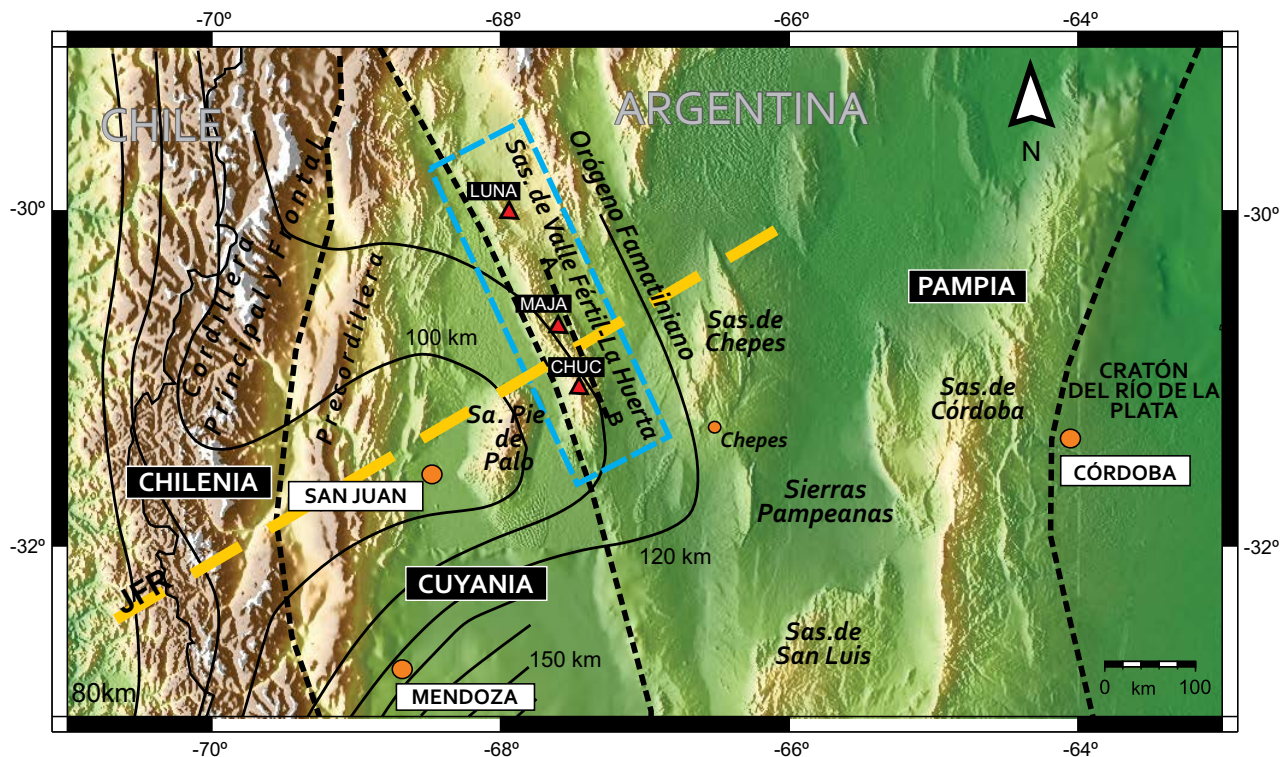 -70º
-68º
-66º
-64º
CHILE
ARGENTINA
N
-30º
-30º
LUNA
Sas. de Valle Fértil-La Huerta
Orógeno Famatiniano
Cordillera
Príncipal y Frontal
Precordillera
A
MAJA
PAMPIA
100 km
Sas.de
Chepes
CHUC
CRATÓN
DEL RÍO DE LA
PLATA
Sas.de
Córdoba
B
Sa. Pie
de
Palo
Chepes
CHILENIA
SAN JUAN
CÓRDOBA
Sierras
Pampeanas
-32º
-32º
120 km
JFR
CUYANIA
Sas.de
San Luis
150 km
80km
MENDOZA
0 km 100
-70º
-68º
-66º
-64º